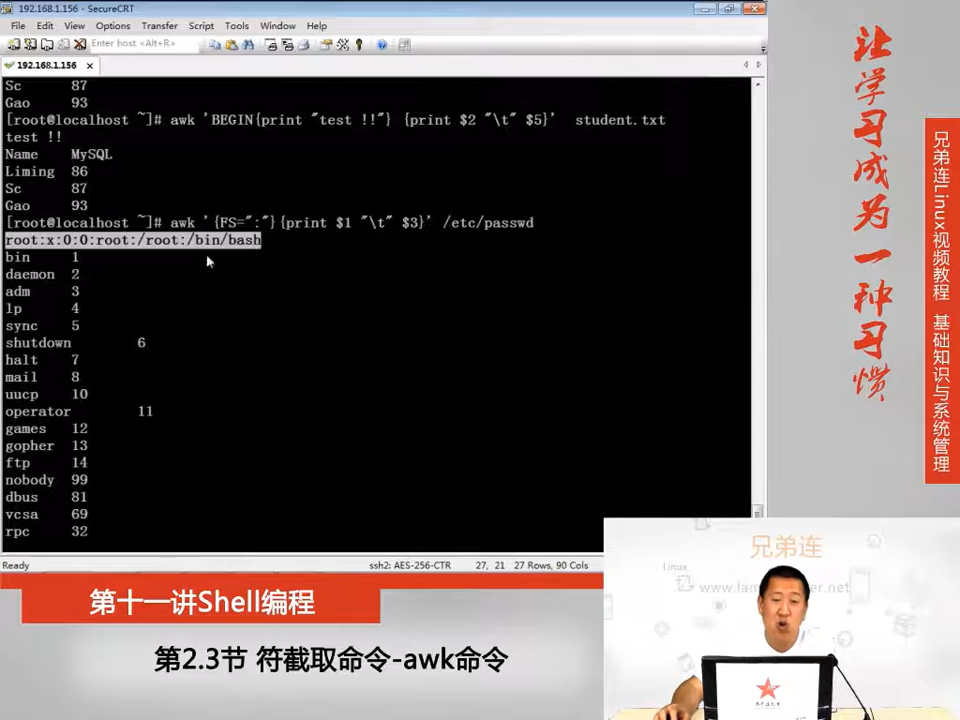 192.168.1.156 - SecureCRT
File Edit View Options Transfer Script Tools Window Help
Enter host <Alt+R>
192.168.1.156
Sc 87
Gao 93
[root@localhost ~]# awk 'BEGIN{print "test !!"} {print $2 "\t" $5}' student.txt
test !!
Name MySQL
Liming 86
Sc 87
Gao 93
[root@localhost ~]# awk '{FS=":"}{print $1 "\t" $3}' /etc/passwd
root:x:0:0:root:/root:/bin/bash
bin 1
daemon 2
adm 3
lp 4
sync 5
shutdown 6
halt 7
mail 8
uucp 10
operator 11
games 12
gopher 13
ftp 14
nobody 99
dbus 81
vcsa 69
rpc 32
Ready ssh2: AES-256-CTR 27, 21 27 Rows, 90 Cols
让学习成为一种习惯
兄弟连Linux视频教程 基础知识与系统管理
兄弟连
Linux
第十一讲Shell编程
第2.3节 符截取命令-awk命令